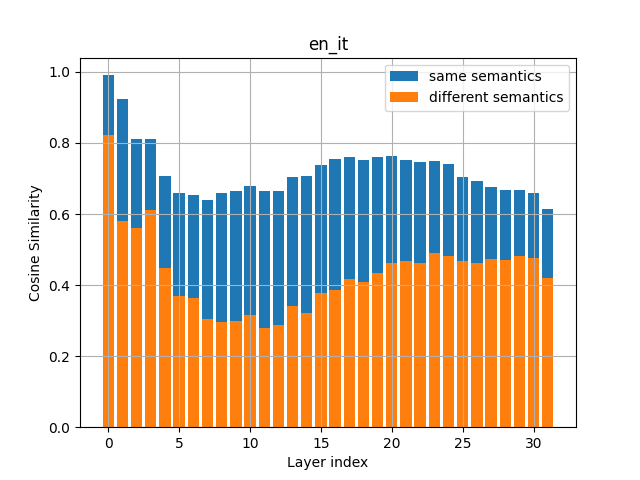 en_it
same semantics
different semantics
Cosine Similarity
1.0
0.8
0.6
0.4
0.2
0.0
0 5 10 15 20 25 30
Layer index